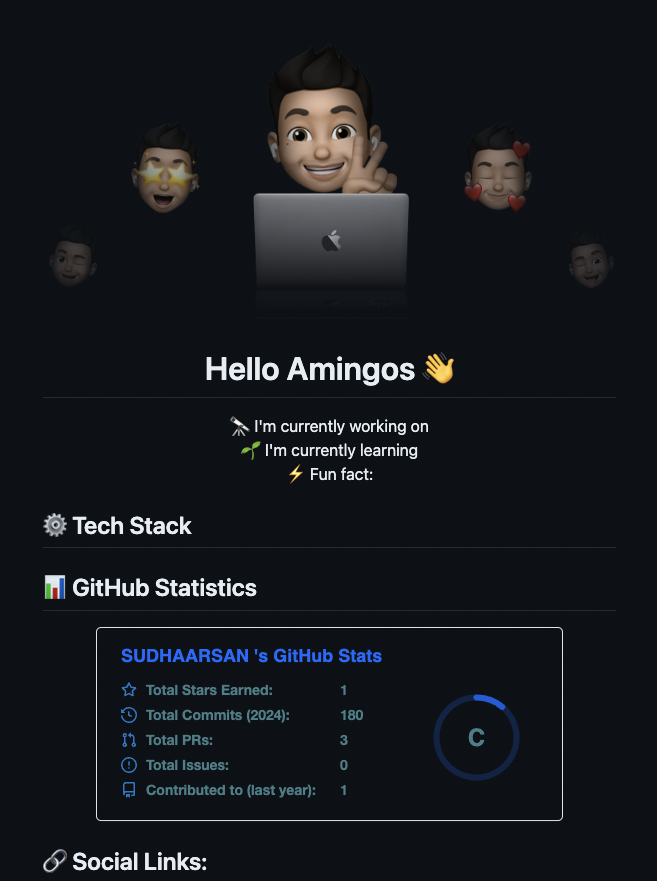 Hello Amingos 👋
🔭 I'm currently working on
🌱 I'm currently learning
⚡ Fun fact:
⚙️ Tech Stack
📊 GitHub Statistics
SUDHAARSAN 's GitHub Stats
Total Stars Earned: 1
Total Commits (2024): 180
Total PRs: 3
Total Issues: 0
Contributed to (last year): 1
C
🔗 Social Links: